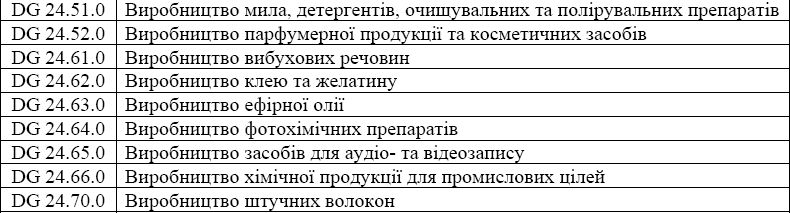 DG 24.51.0 Виробництво мила, детергентів, очищувальних та полірувальних препаратів
DG 24.52.0 Виробництво парфумерної продукції та косметичних засобів
DG 24.61.0 Виробництво вибухових речовин
DG 24.62.0 Виробництво клею та желатину
DG 24.63.0 Виробництво ефірної олії
DG 24.64.0 Виробництво фотохімічних препаратів
DG 24.65.0 Виробництво засобів для аудіо- та відеозапису
DG 24.66.0 Виробництво хімічної продукції для промислових цілей
DG 24.70.0 Виробництво штучних волокон